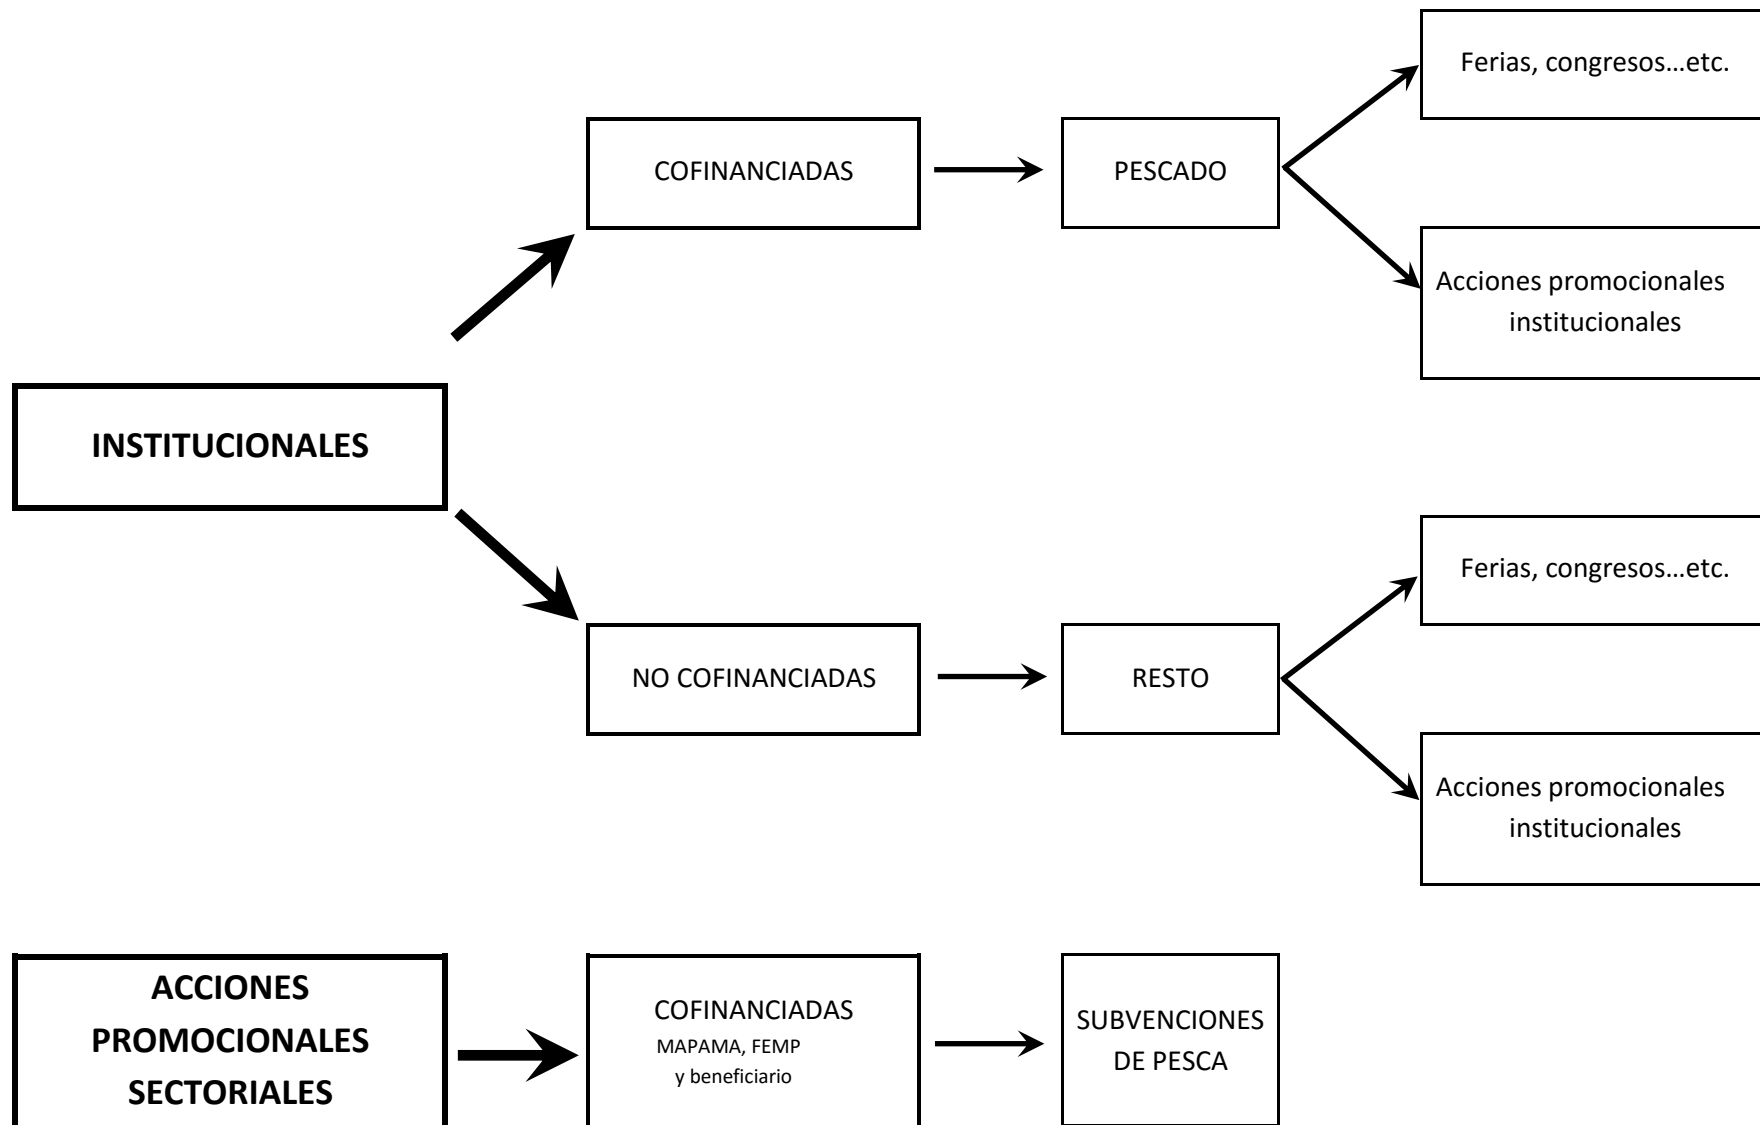 Ferias, congresos…etc.
COFINANCIADAS
PESCADO
Acciones promocionales
institucionales
INSTITUCIONALES
Ferias, congresos…etc.
NO COFINANCIADAS
RESTO
Acciones promocionales
institucionales
ACCIONES
PROMOCIONALES
SECTORIALES
COFINANCIADAS
MAPAMA, FEMP
y beneficiario
SUBVENCIONES
DE PESCA